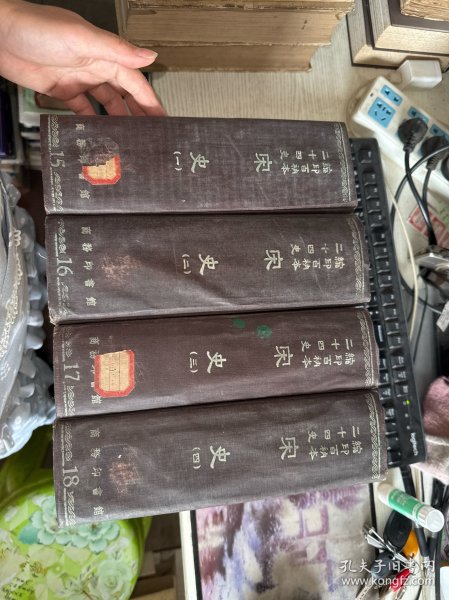 縮印百衲本
二十四史
宋史
(一)
15
商務印書館
縮印百衲本
二十四史
宋史
(二)
16
商務印書館
縮印百衲本
二十四史
宋史
(三)
17
商務印書館
縮印百衲本
二十四史
宋史
(四)
18
商務印書館
孔夫子旧书网
www.kongfz.com